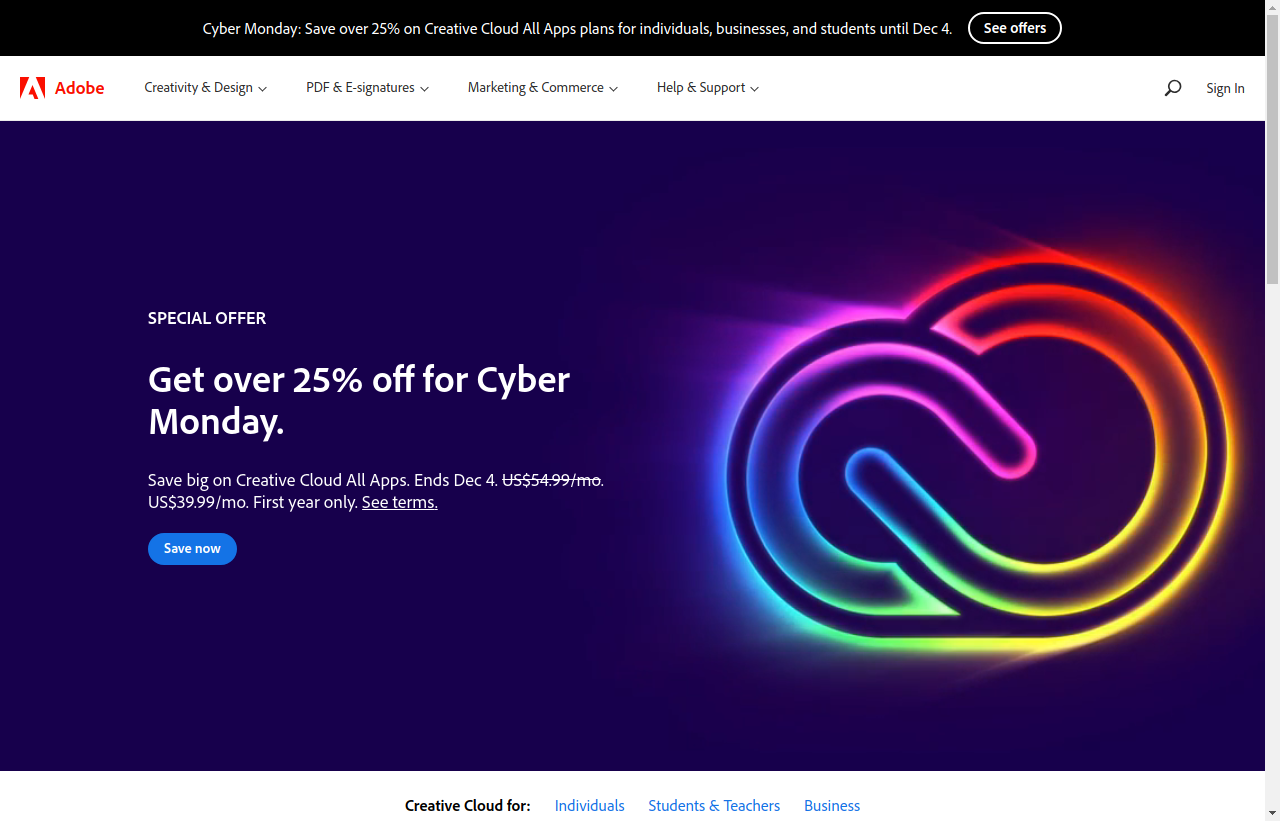 Cyber Monday: Save over 25% on Creative Cloud All Apps plans for individuals, businesses, and students until Dec 4. See offers
Adobe Creativity & Design PDF & E-signatures Marketing & Commerce Help & Support Sign In
SPECIAL OFFER
Get over 25% off for Cyber
Monday.
Save big on Creative Cloud All Apps. Ends Dec 4. US$54.99/mo.
US$39.99/mo. First year only. See terms.
Save now
Creative Cloud for: Individuals Students & Teachers Business